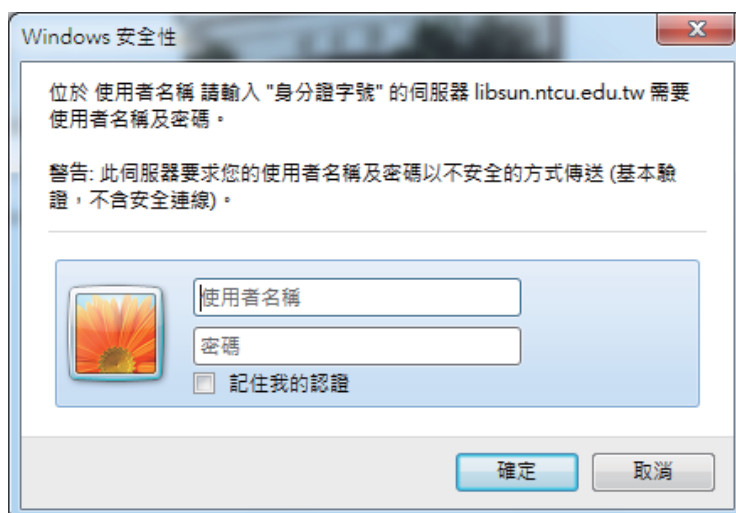 Windows 安全性
位於 使用者名稱 請輸入 "身分證字號" 的伺服器 libsun.ntcu.edu.tw 需要
使用者名稱及密碼。
警告: 此伺服器要求您的使用者名稱及密碼以不安全的方式傳送 (基本驗
證，不含安全連線)。
使用者名稱
密碼
記住我的認證
確定
取消